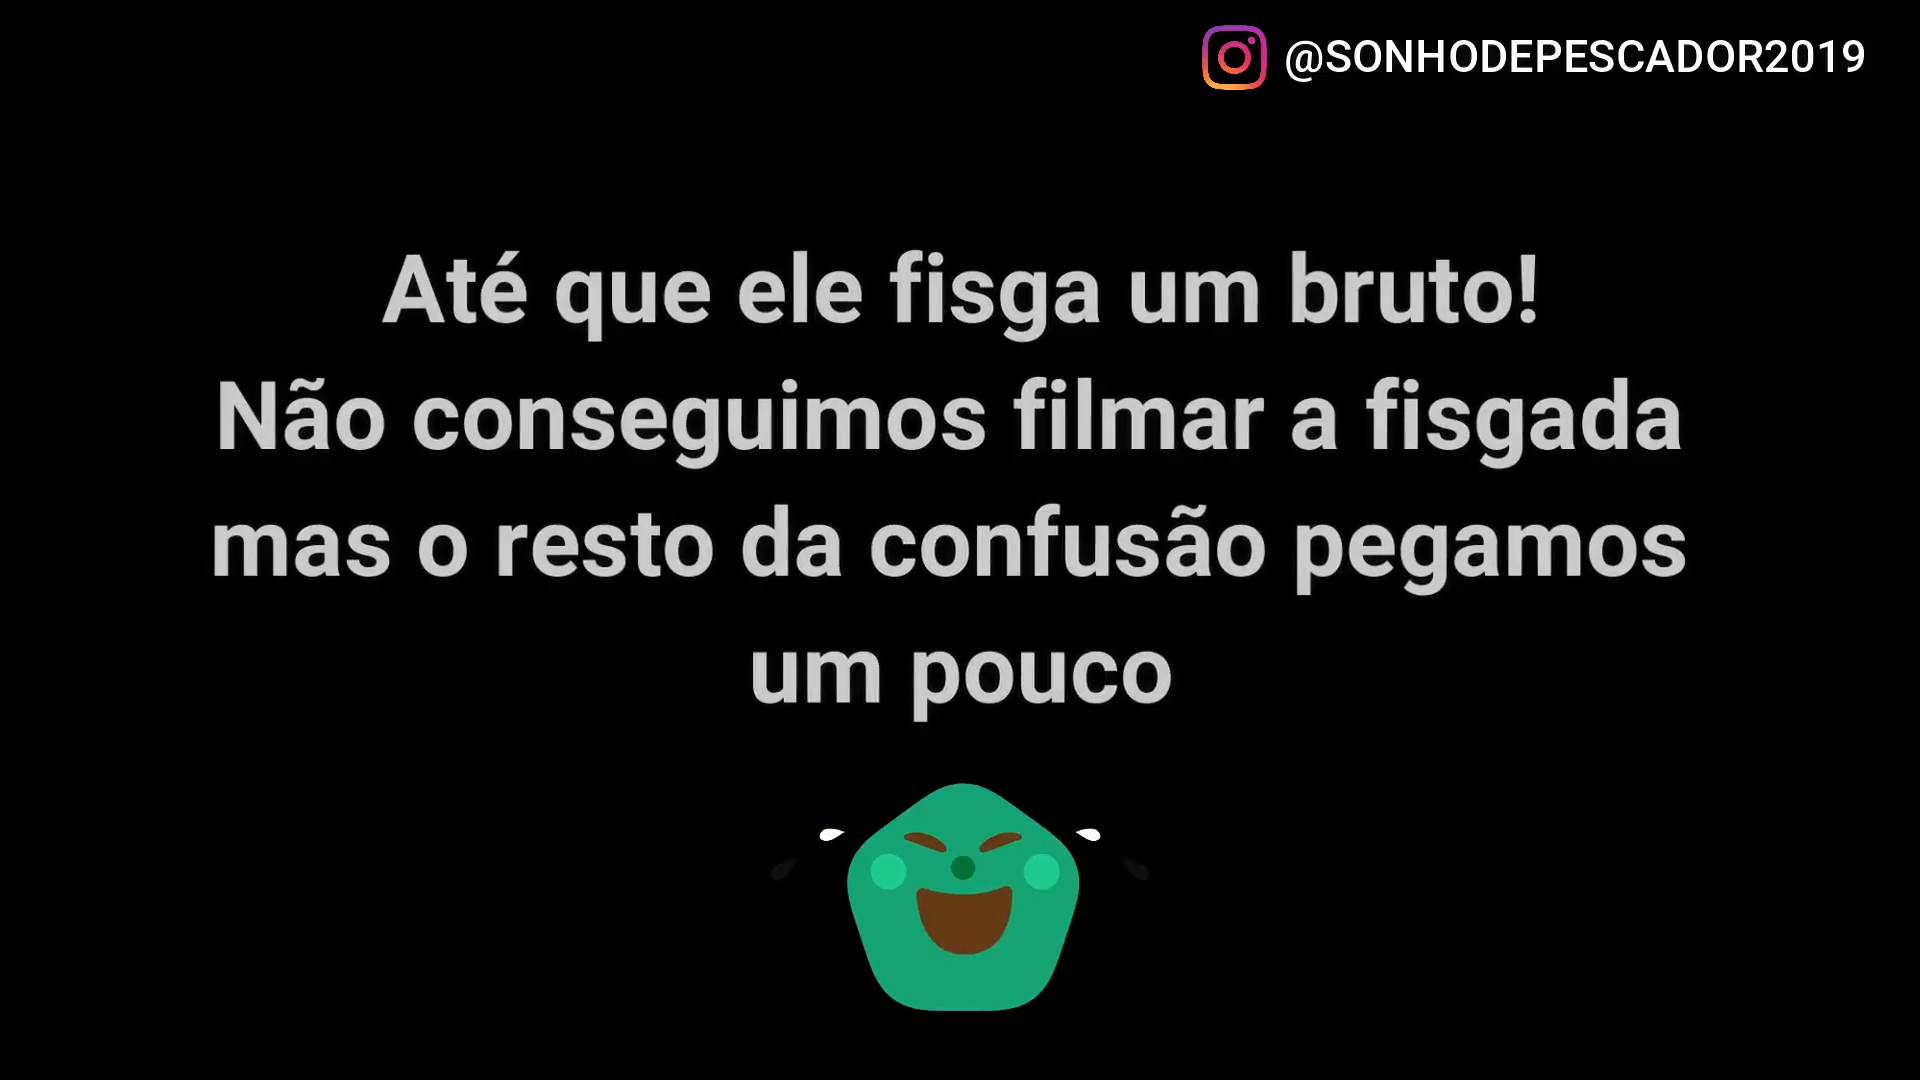 @SONHODEPESCADOR2019
Até que ele fisga um bruto!
Não conseguimos filmar a fisgada
mas o resto da confusão pegamos
um pouco